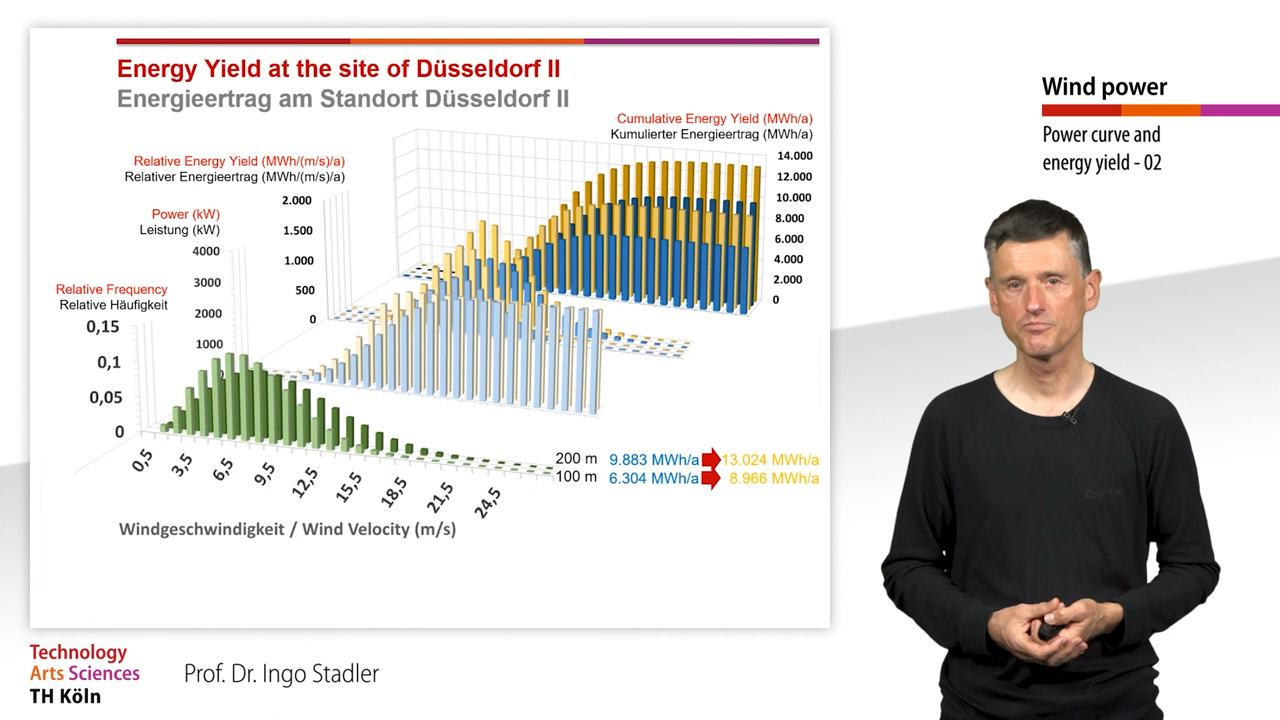 Energy Yield at the site of Düsseldorf II
Energieertrag am Standort Düsseldorf II
Cumulative Energy Yield (MWh/a)
Kumulierter Energieertrag (MWh/a)
14.000
12.000
10.000
8.000
6.000
4.000
2.000
0
Relative Energy Yield (MWh/(m/s)/a)
Relativer Energieertrag (MWh/(m/s)/a)
2.000
1.500
1.000
500
0
Power (kW)
Leistung (kW)
4000
3000
2000
1000
0
Relative Frequency
Relative Häufigkeit
0,15
0,1
0,05
0
0,5
3,5
6,5
9,5
12,5
15,5
18,5
21,5
24,5
200 m 9.883 MWh/a 13.024 MWh/a
100 m 6.304 MWh/a 8.966 MWh/a
Windgeschwindigkeit / Wind Velocity (m/s)
Wind power
Power curve and
energy yield - 02
Technology
Arts Sciences
TH Köln
Prof. Dr. Ingo Stadler